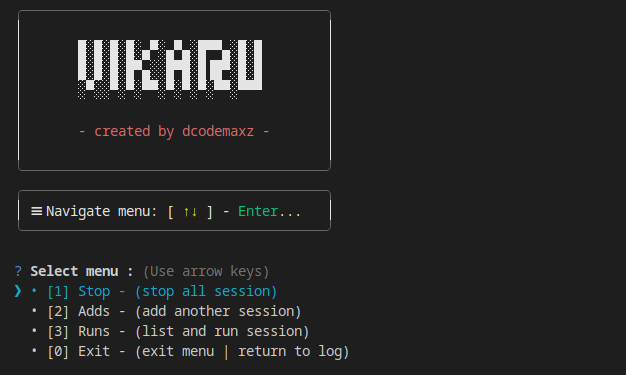 VIKARU
- created by dcodemaxz -
≡ Navigate menu: [ ↑↓ ] - Enter...
? Select menu : (Use arrow keys)
❯ • [1] Stop - (stop all session)
• [2] Adds - (add another session)
• [3] Runs - (list and run session)
• [0] Exit - (exit menu | return to log)